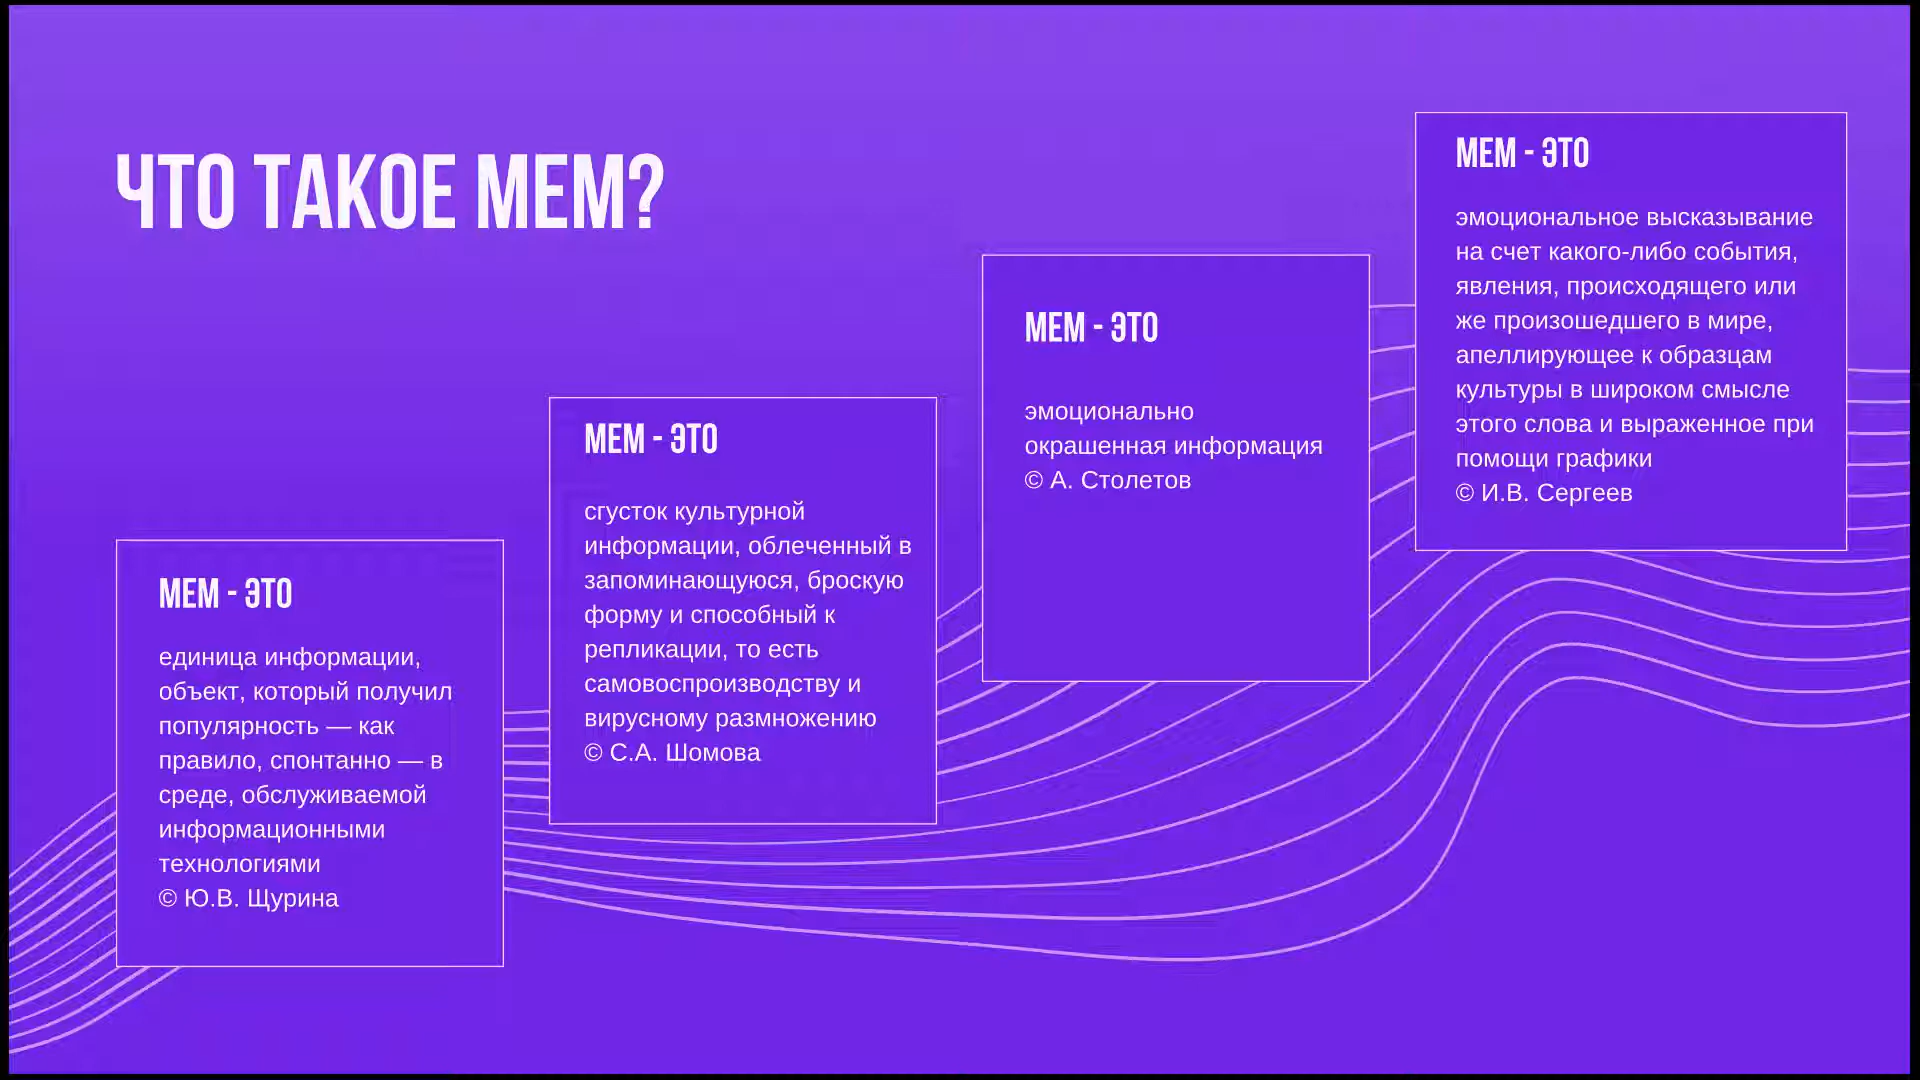 ЧТО ТАКОЕ МЕМ?
МЕМ - ЭТО
единица информации,
объект, который получил
популярность — как
правило, спонтанно — в
среде, обслуживаемой
информационными
технологиями
© Ю.В. Щурина
МЕМ - ЭТО
сгусток культурной
информации, облеченный в
запоминающуюся, броскую
форму и способный к
репликации, то есть
самовоспроизводству и
вирусному размножению
© С.А. Шомова
МЕМ - ЭТО
эмоционально
окрашенная информация
© А. Столетов
МЕМ - ЭТО
эмоциональное высказывание
на счет какого-либо события,
явления, происходящего или
же произошедшего в мире,
апеллирующее к образцам
культуры в широком смысле
этого слова и выраженное при
помощи графики
© И.В. Сергеев